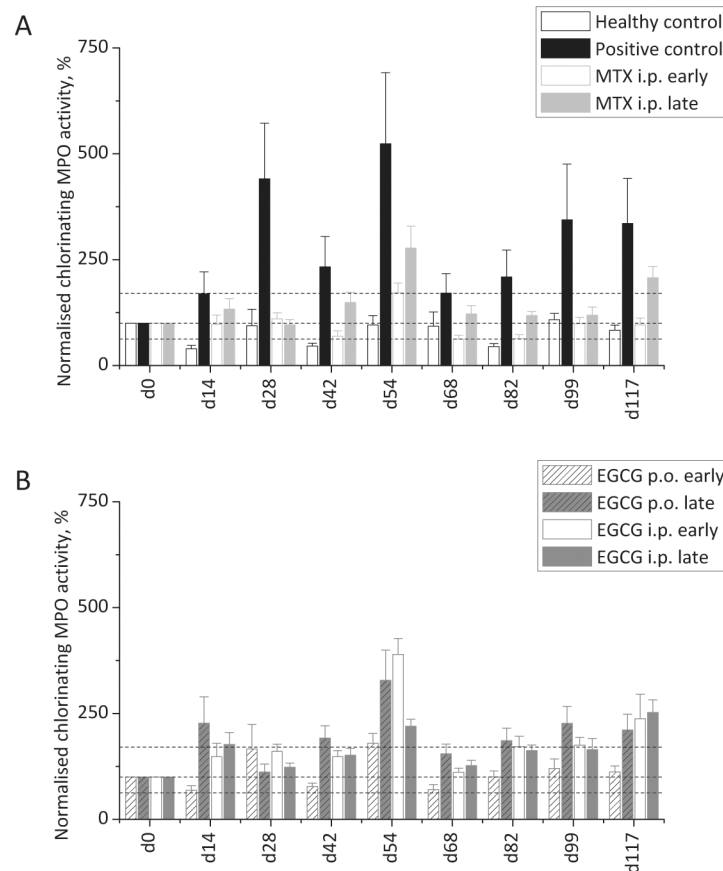 A
Healthy control
Positive control
MTX i.p. early
MTX i.p. late
Normalised chlorinating MPO activity, %
750
500
250
0
d0 d14 d28 d42 d54 d68 d82 d99 d117
B
EGCG p.o. early
EGCG p.o. late
EGCG i.p. early
EGCG i.p. late
Normalised chlorinating MPO activity, %
750
500
250
0
d0 d14 d28 d42 d54 d68 d82 d99 d117